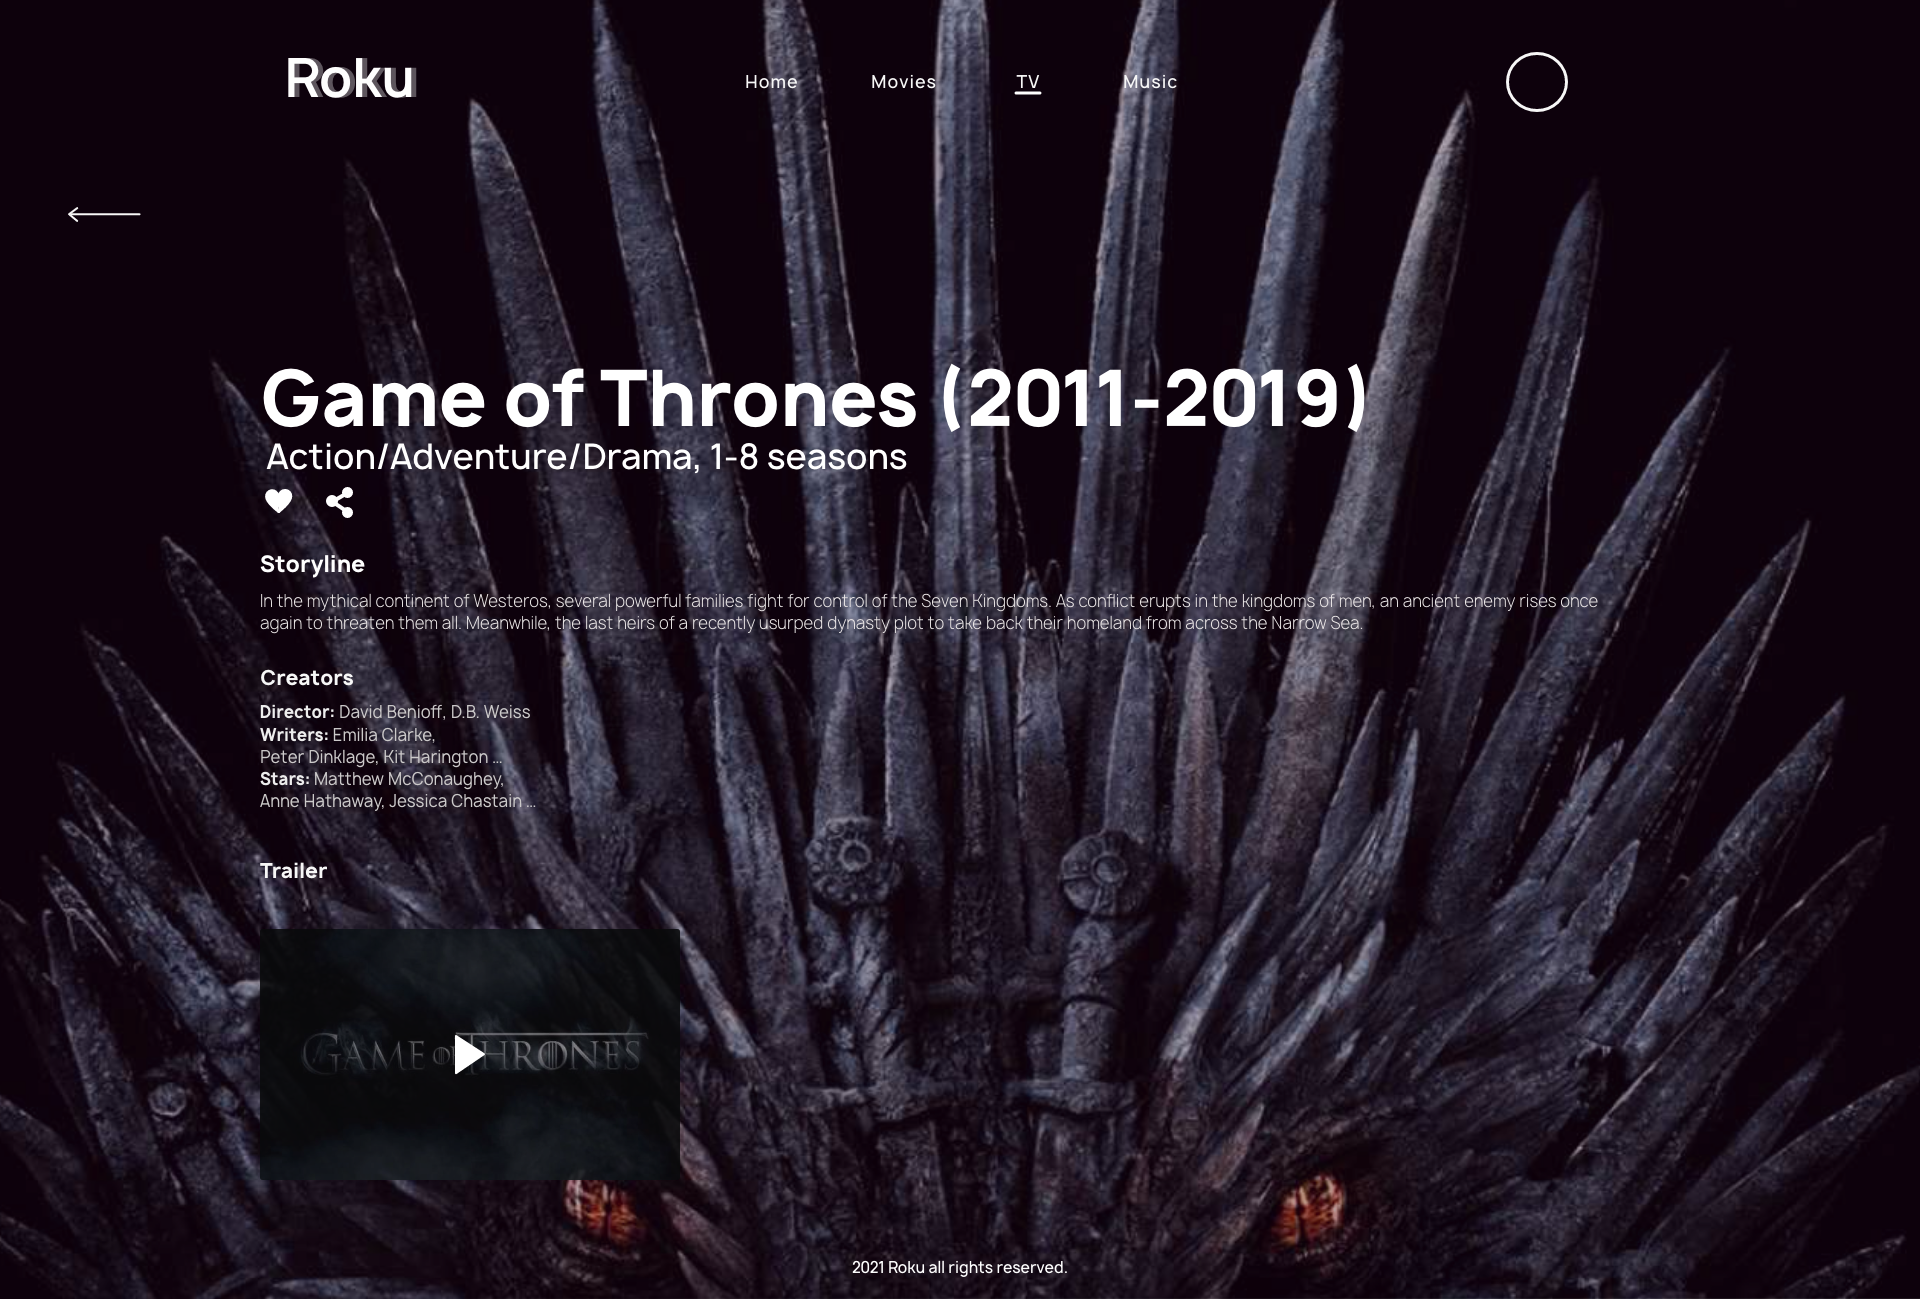 Roku
Home Movies TV Music
Game of Thrones (2011-2019)
Action/Adventure/Drama, 1-8 seasons
Storyline
In the mythical continent of Westeros, several powerful families fight for control of the Seven Kingdoms. As conflict erupts in the kingdoms of men, an ancient enemy rises once
again to threaten them all. Meanwhile, the last heirs of a recently usurped dynasty plot to take back their homeland from across the Narrow Sea.
Creators
Director: David Benioff, D.B. Weiss
Writers: Emilia Clarke,
Peter Dinklage, Kit Harington ...
Stars: Matthew McConaughey,
Anne Hathaway, Jessica Chastain ...
Trailer
GAME OF THRONES
2021 Roku all rights reserved.